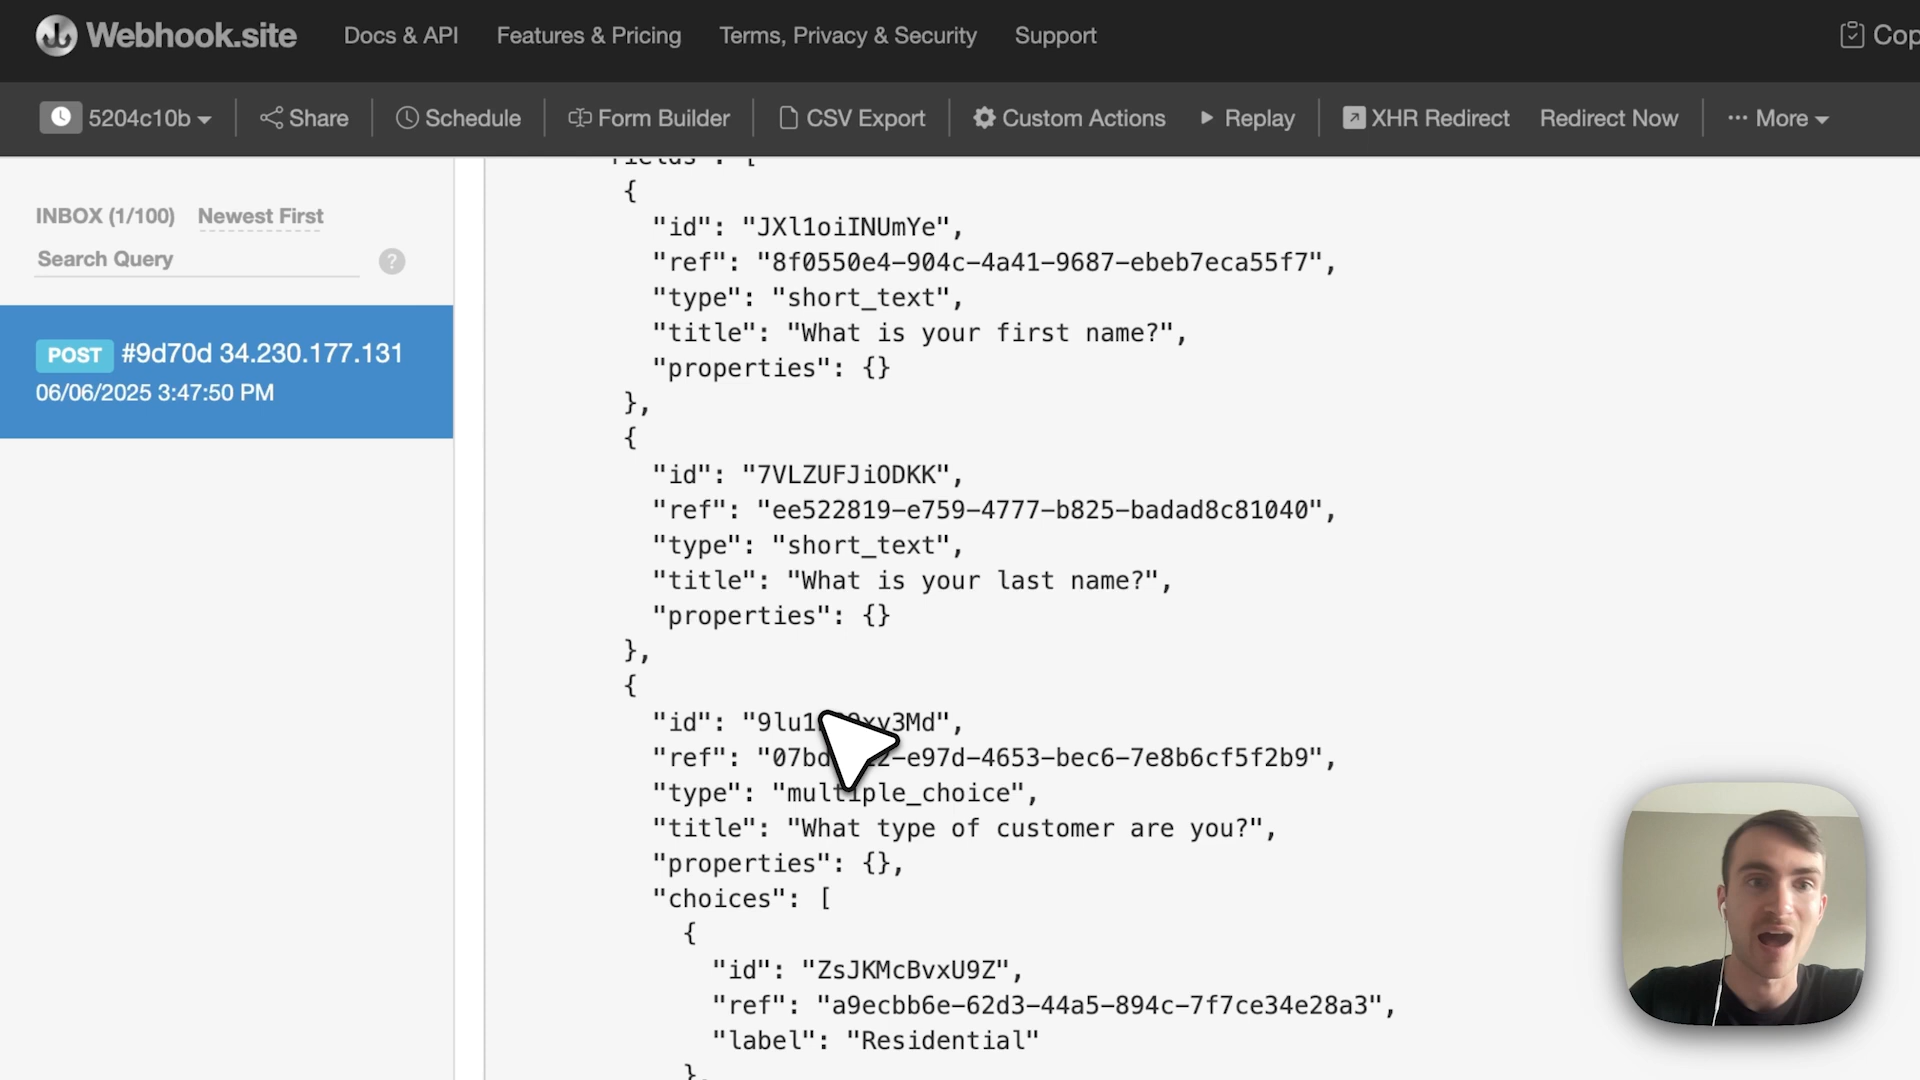 Webhook.site Docs & API Features & Pricing Terms, Privacy & Security Support
5204c10b Share Schedule Form Builder CSV Export Custom Actions Replay XHR Redirect Redirect Now ··· More
INBOX (1/100) Newest First
Search Query ?
POST #9d70d 34.230.177.131
06/06/2025 3:47:50 PM
"fields": [
{
"id": "JXl1oiINUmYe",
"ref": "8f0550e4-904c-4a41-9687-ebeb7eca55f7",
"type": "short_text",
"title": "What is your first name?",
"properties": {}
},
{
"id": "7VLZUFJiODKK",
"ref": "ee522819-e759-4777-b825-badad8c81040",
"type": "short_text",
"title": "What is your last name?",
"properties": {}
},
{
"id":
"ref":
"type": "multiple_choice",
"title": "What type of customer are you?",
"properties": {},
"choices": [
{
"id": "ZsJKMcBvxU9Z",
"ref": "a9ecbb6e-62d3-44a5-894c-7f7ce34e28a3",
"label": "Residential"
},